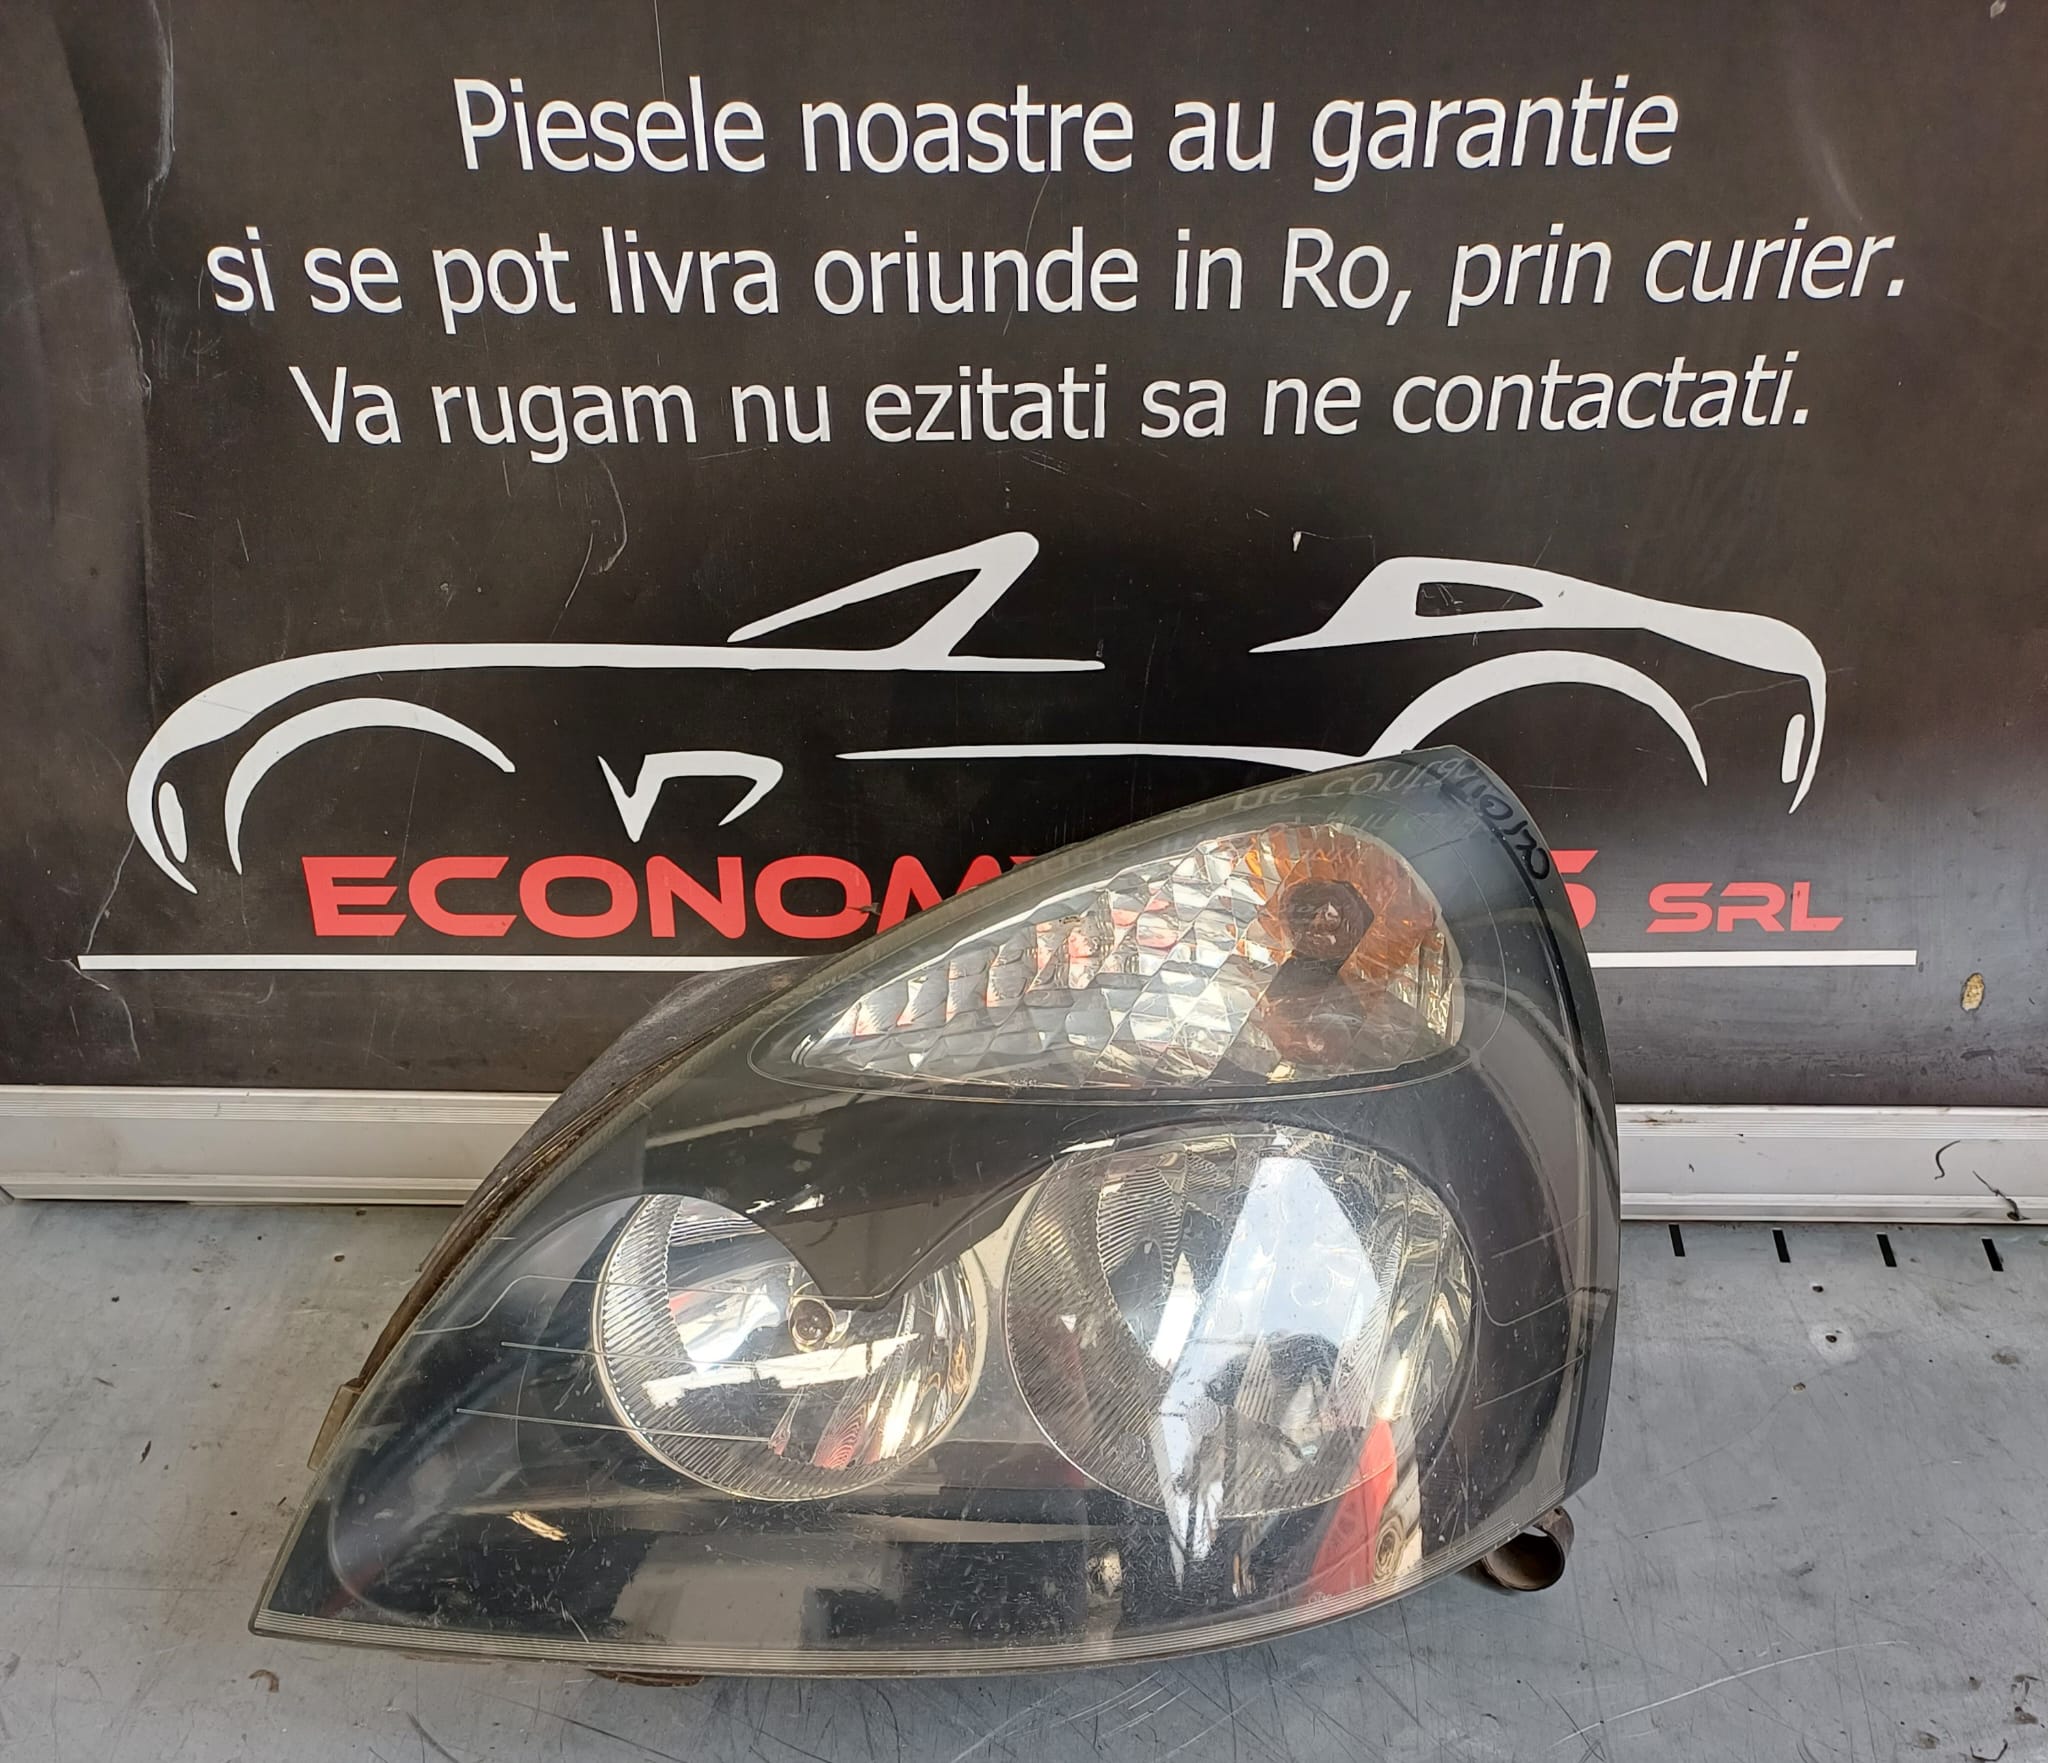 Piesele noastre au garantie
si se pot livra oriunde in Ro, prin curier.
Va rugam nu ezitati sa ne contactati.
SRL